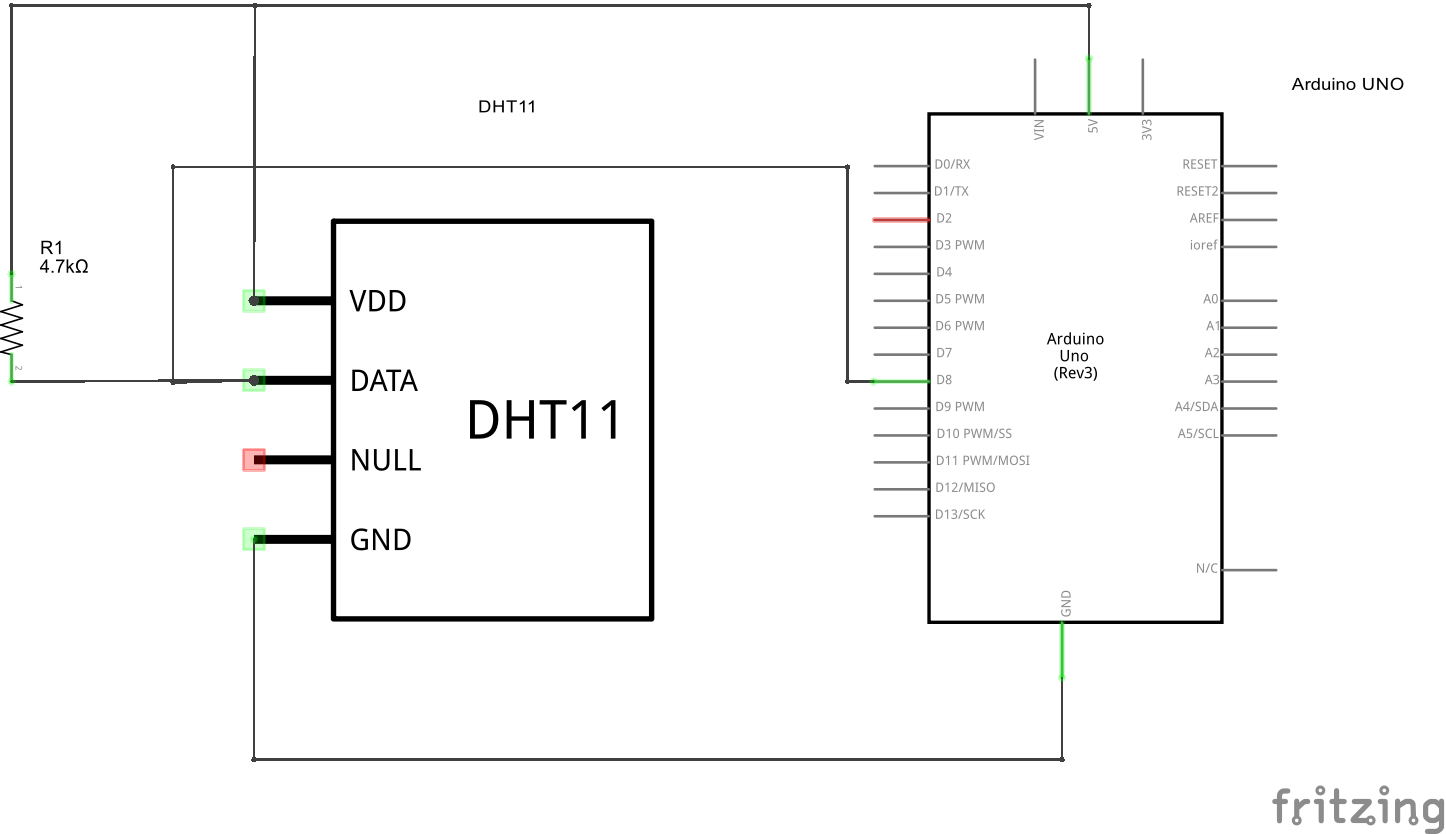 DHT11
Arduino UNO
VIN
5V
3V3
D0/RX
D1/TX
D2
D3 PWM
D4
D5 PWM
D6 PWM
D7
D8
D9 PWM
D10 PWM/SS
D11 PWM/MOSI
D12/MISO
D13/SCK
RESET
RESET2
AREF
ioref
A0
A1
A2
A3
A4/SDA
A5/SCL
N/C
GND
Arduino
Uno
(Rev3)
R1
4.7kΩ
1
2
VDD
DATA
NULL
GND
DHT11
fritzing